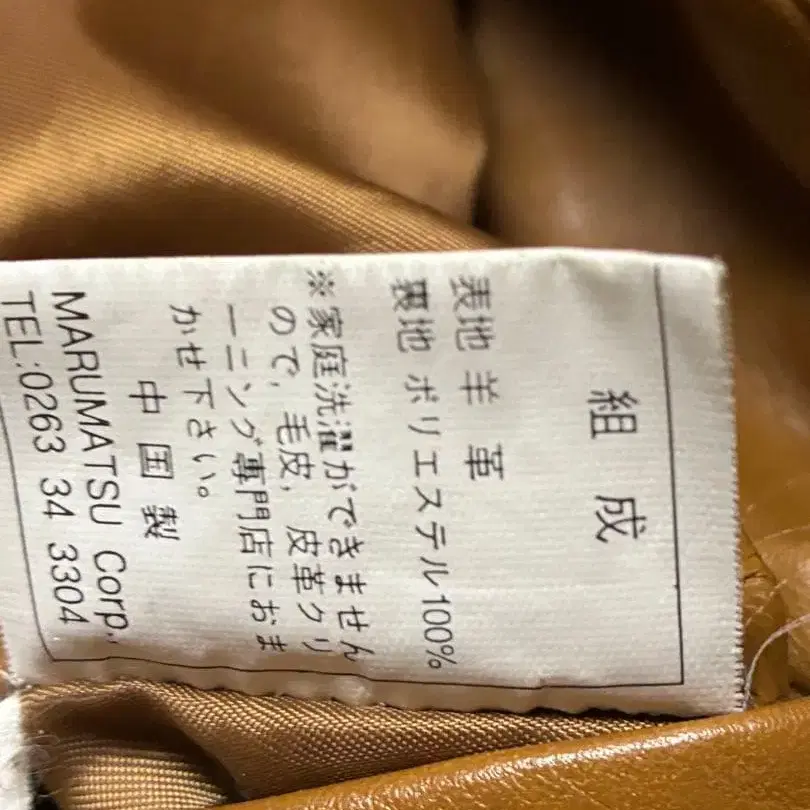 組成
表地 羊革
裏地 ポリエステル100%
※家庭洗濯ができません
ので、毛皮、皮革クリ
ーニング専門店におま
かせ下さい。
中国製
MARUMATSU Corp.
TEL:0263 34 3304